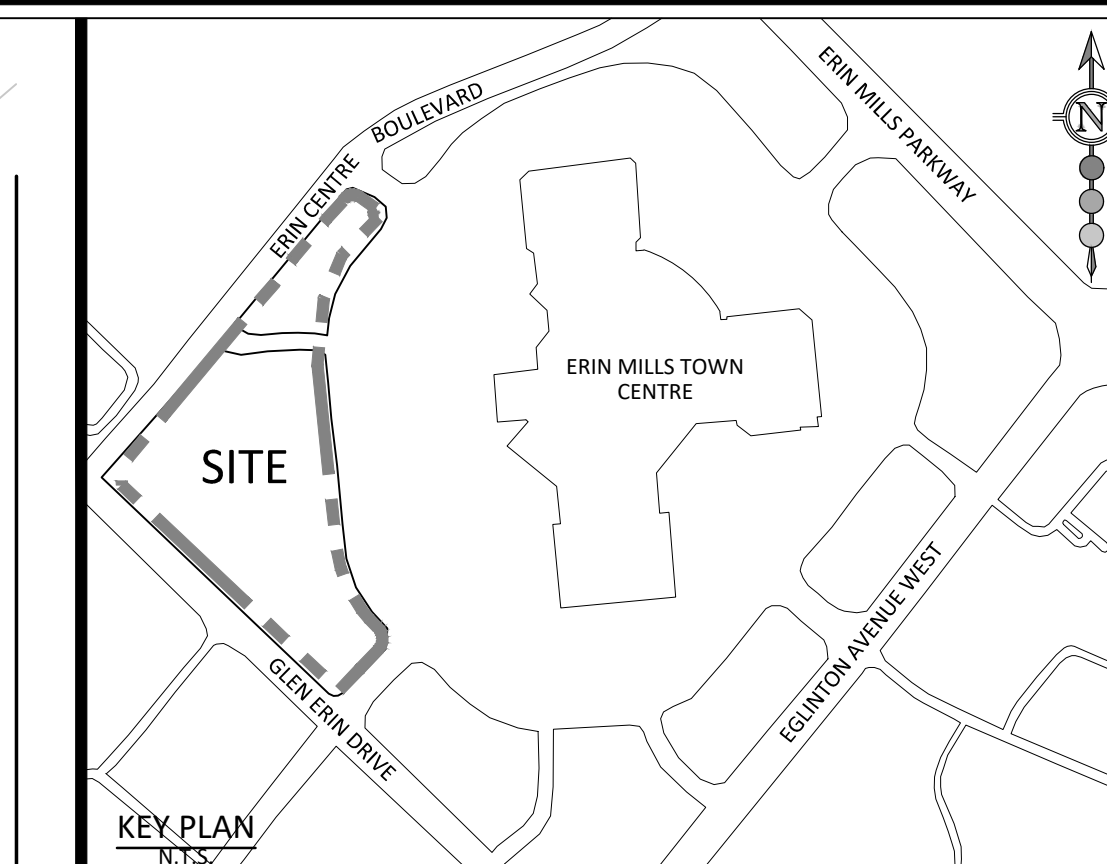 ERIN CENTRE BOULEVARD
ERIN MILLS PARKWAY
N
ERIN MILLS TOWN
CENTRE
SITE
EGLINTON AVENUE WEST
GLEN ERIN DRIVE
KEY PLAN
N.T.S.